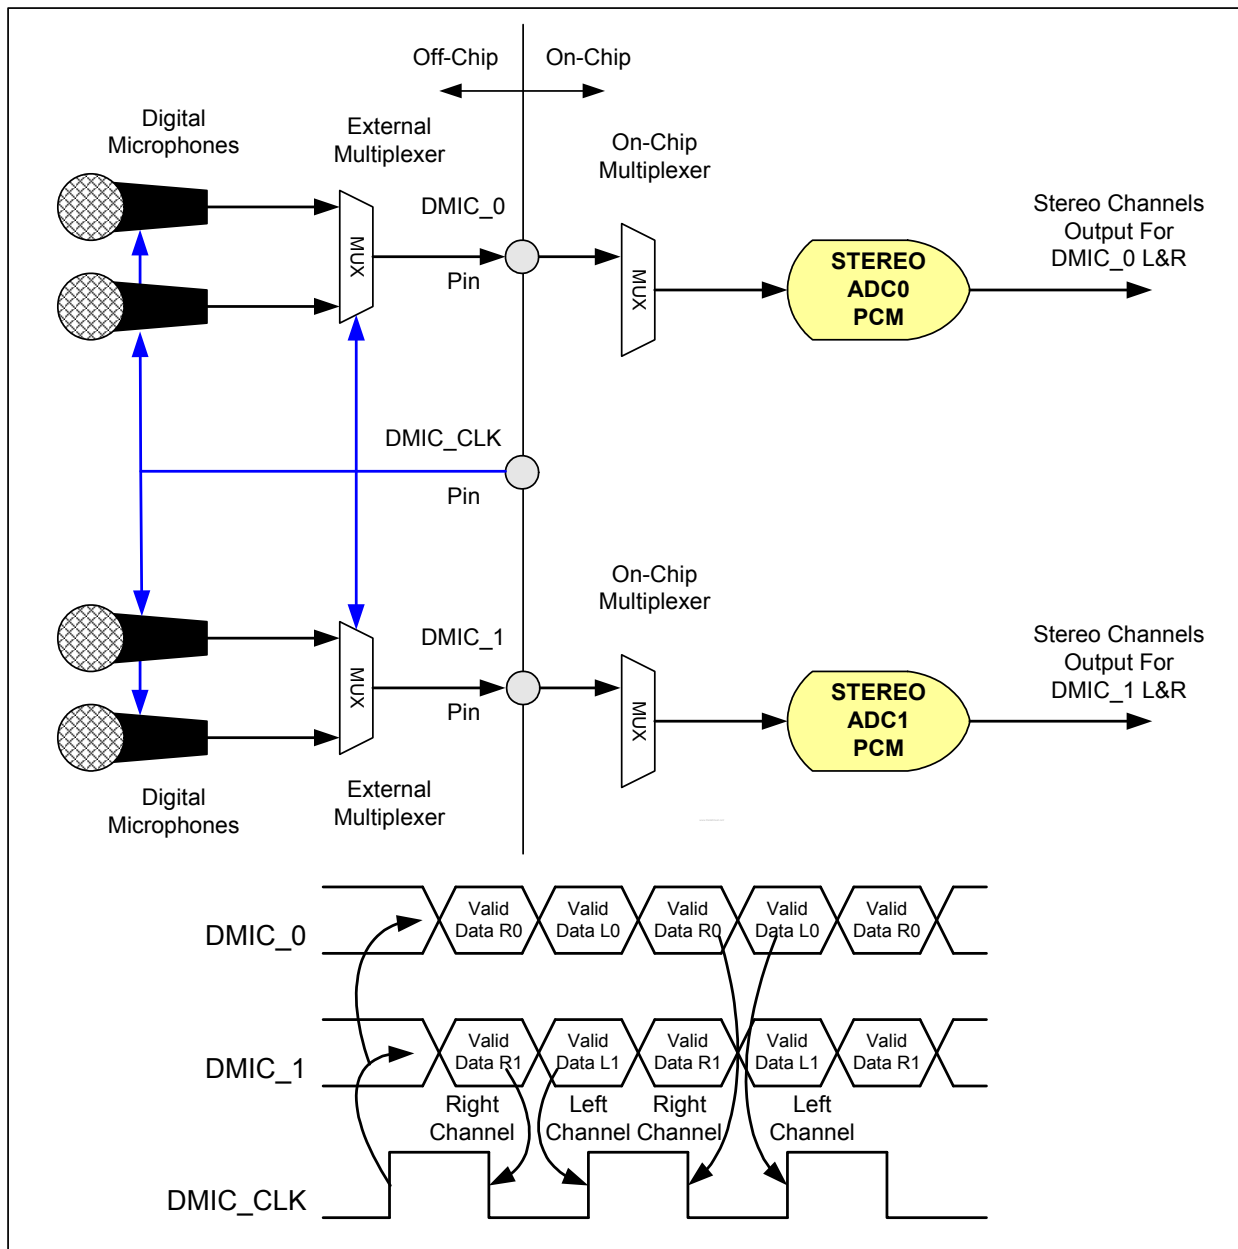 Off-Chip
On-Chip
Digital
Microphones
External
Multiplexer
On-Chip
Multiplexer
DMIC_0
Pin
MUX
MUX
STEREO
ADC0
PCM
Stereo Channels
Output For
DMIC_0 L&R
DMIC_CLK
Pin
On-Chip
Multiplexer
DMIC_1
Pin
MUX
MUX
STEREO
ADC1
PCM
Stereo Channels
Output For
DMIC_1 L&R
Digital
Microphones
External
Multiplexer
DMIC_0
Valid
Data R0
Valid
Data L0
Valid
Data R0
Valid
Data L0
Valid
Data R0
DMIC_1
Valid
Data R1
Valid
Data L1
Valid
Data R1
Valid
Data L1
Valid
Data R1
Right
Channel
Left
Channel
Right
Channel
Left
Channel
DMIC_CLK